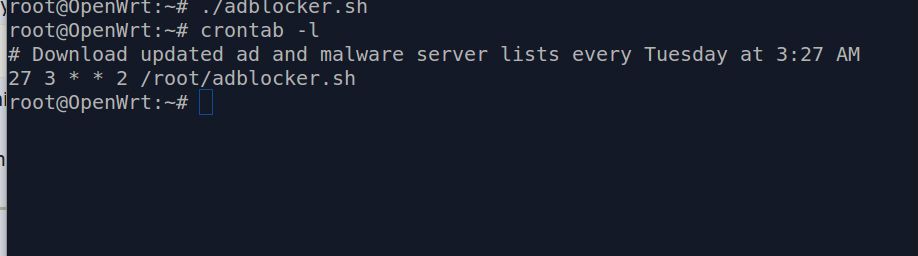 root@OpenWrt:~# ./adblocker.sh
root@OpenWrt:~# crontab -l
# Download updated ad and malware server lists every Tuesday at 3:27 AM
27 3 * * 2 /root/adblocker.sh
root@OpenWrt:~#